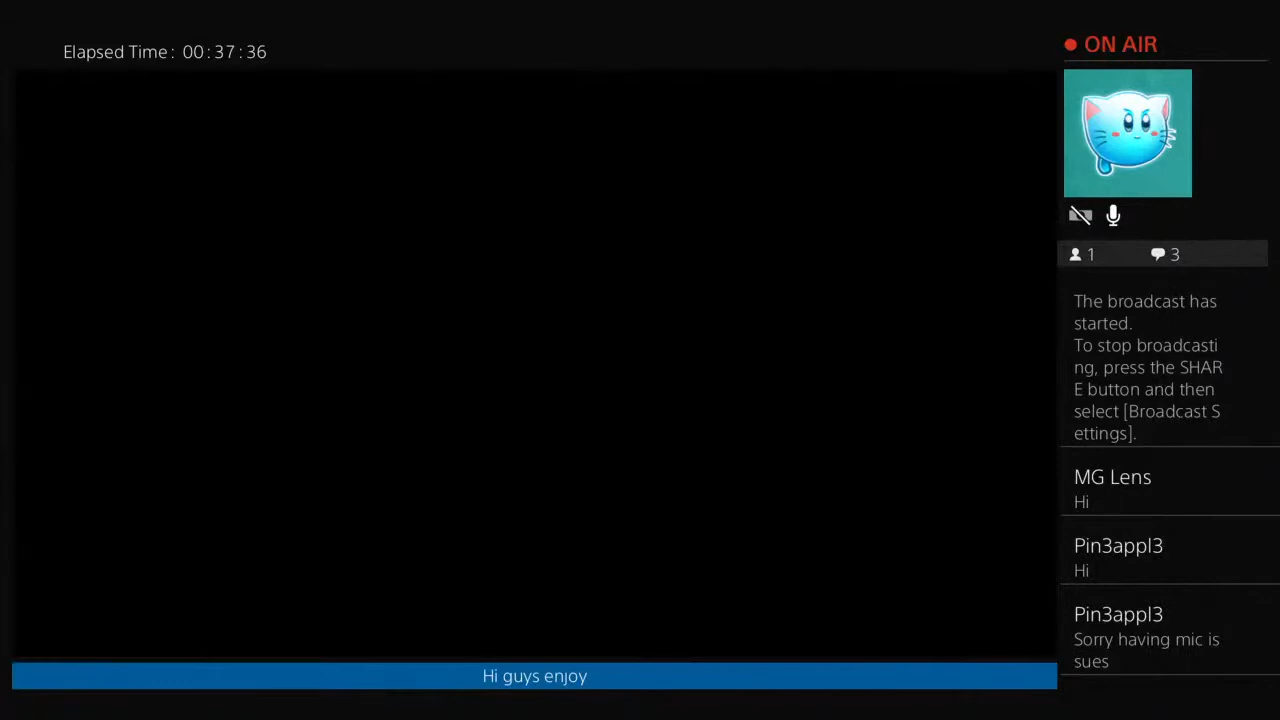 Elapsed Time: 00:37:36
ON AIR
1 3
The broadcast has
started.
To stop broadcasti
ng, press the SHAR
E button and then
select [Broadcast S
ettings].
MG Lens
Hi
Pin3appl3
Hi
Pin3appl3
Sorry having mic is
sues
Hi guys enjoy